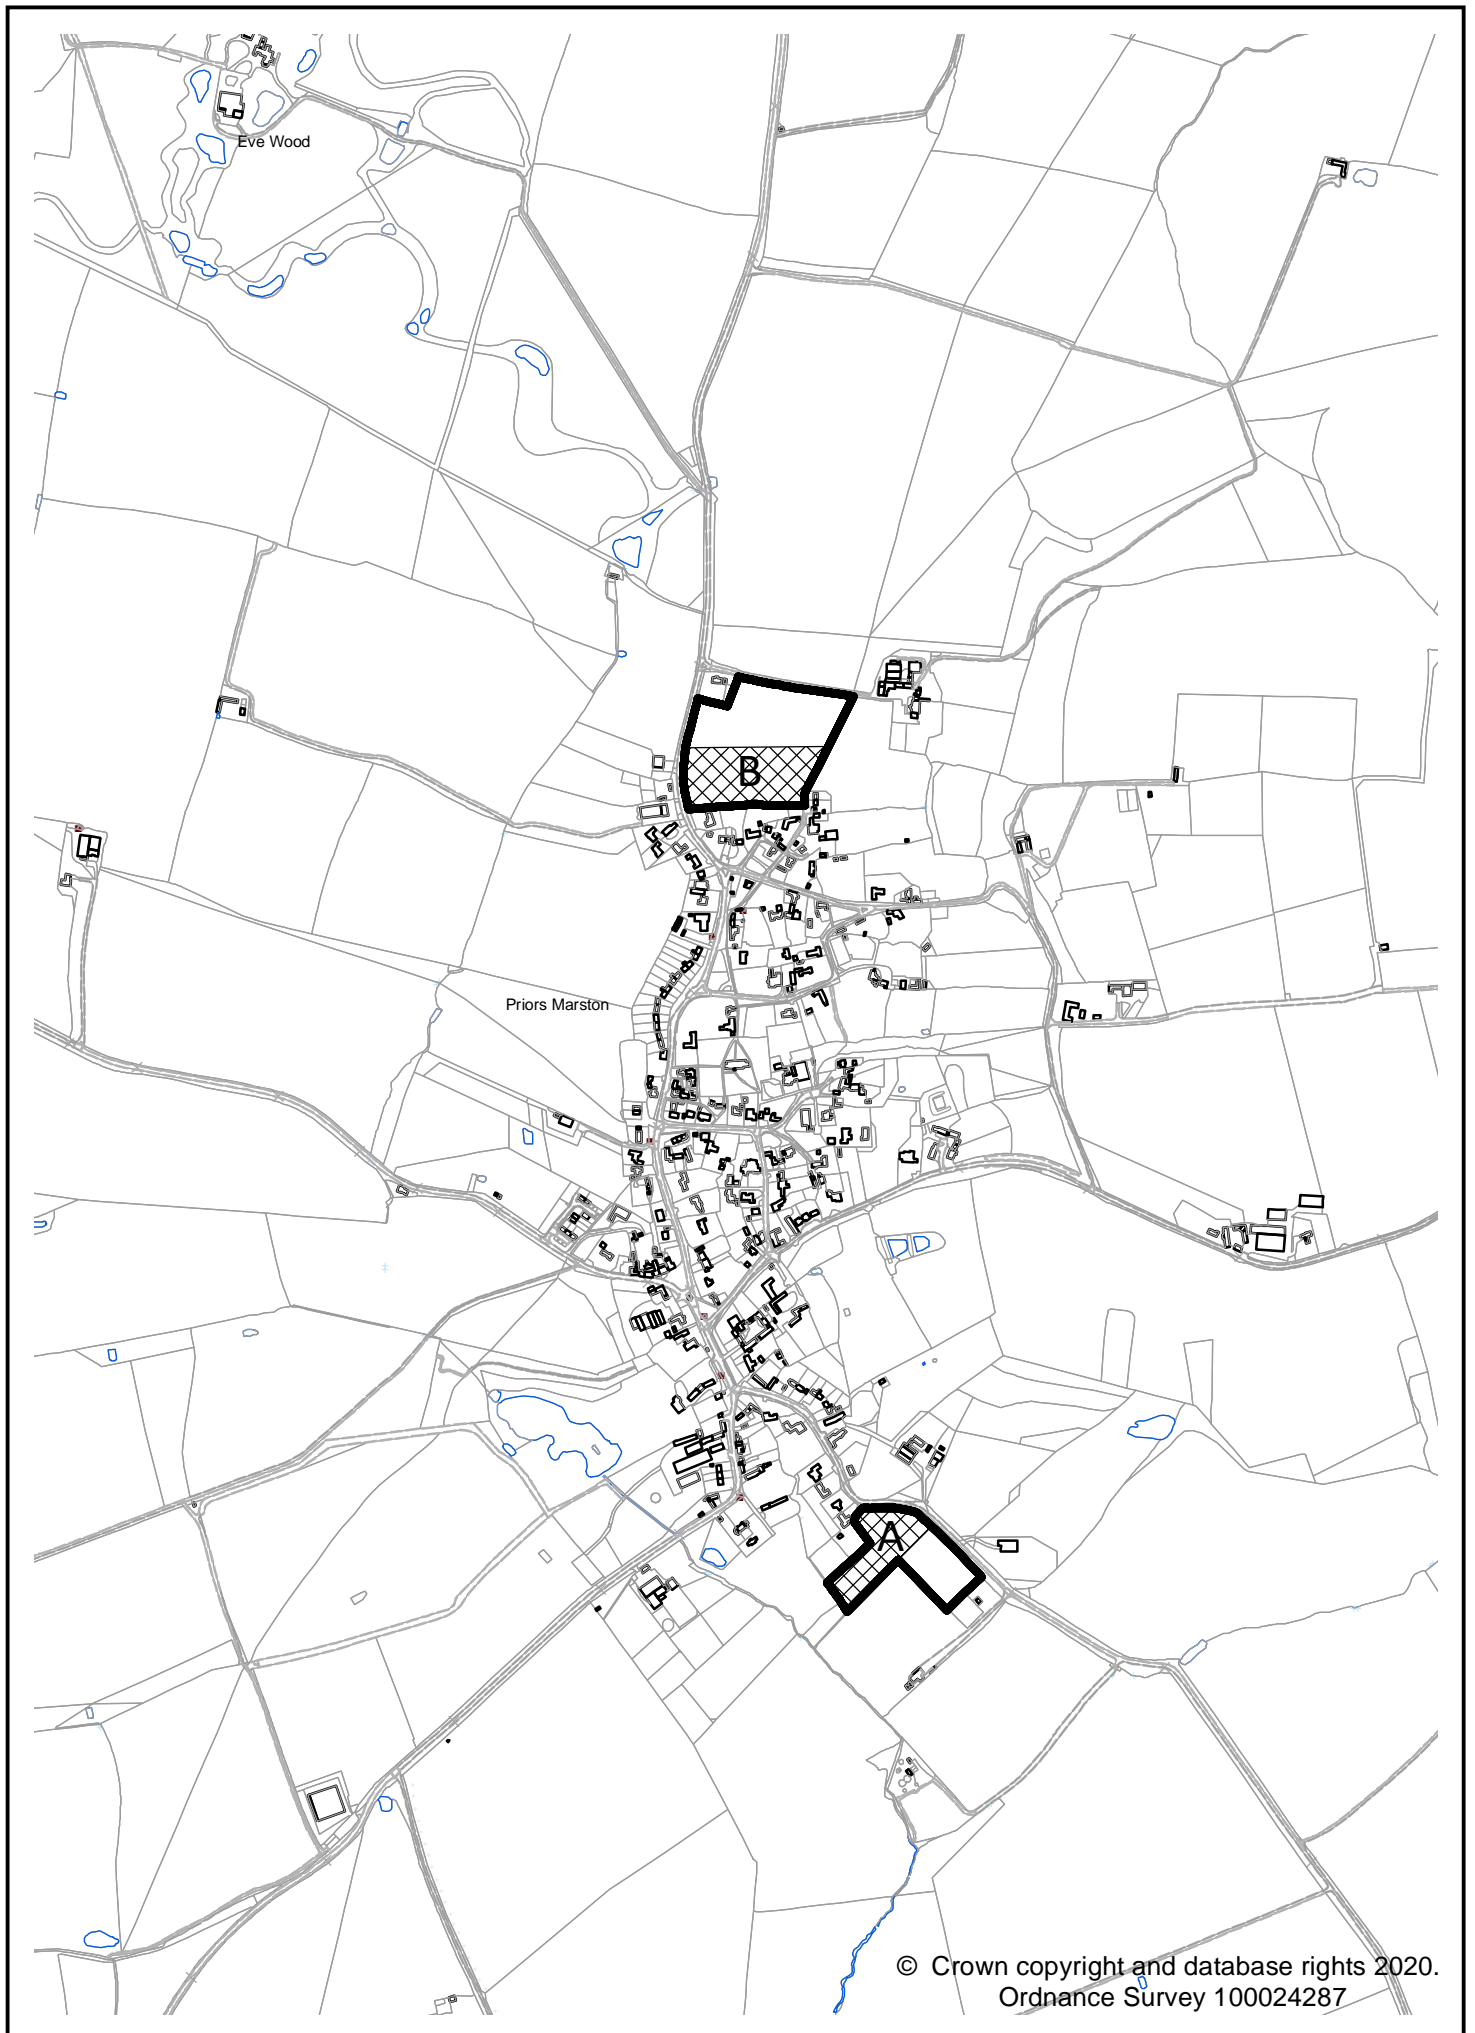 Eve Wood
B
Priors Marston
A
© Crown copyright and database rights 2020.
Ordnance Survey 100024287